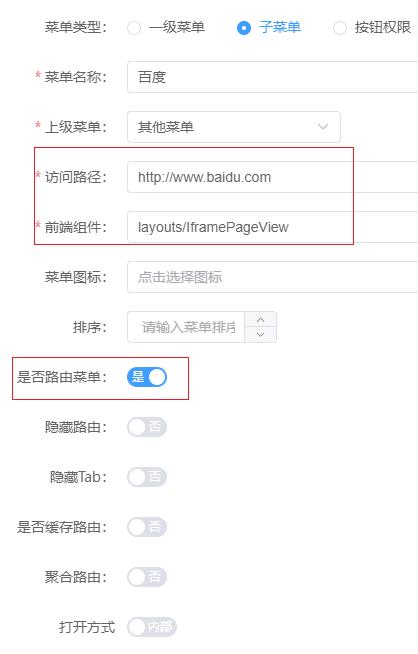 菜单类型： 一级菜单 子菜单 按钮权限
* 菜单名称： 百度
* 上级菜单： 其他菜单
* 访问路径： http://www.baidu.com
* 前端组件： layouts/IframePageView
菜单图标： 点击选择图标
排序： 请输入菜单排序
是否路由菜单： 是
隐藏路由： 否
隐藏Tab： 否
是否缓存路由： 否
聚合路由： 否
打开方式 内部